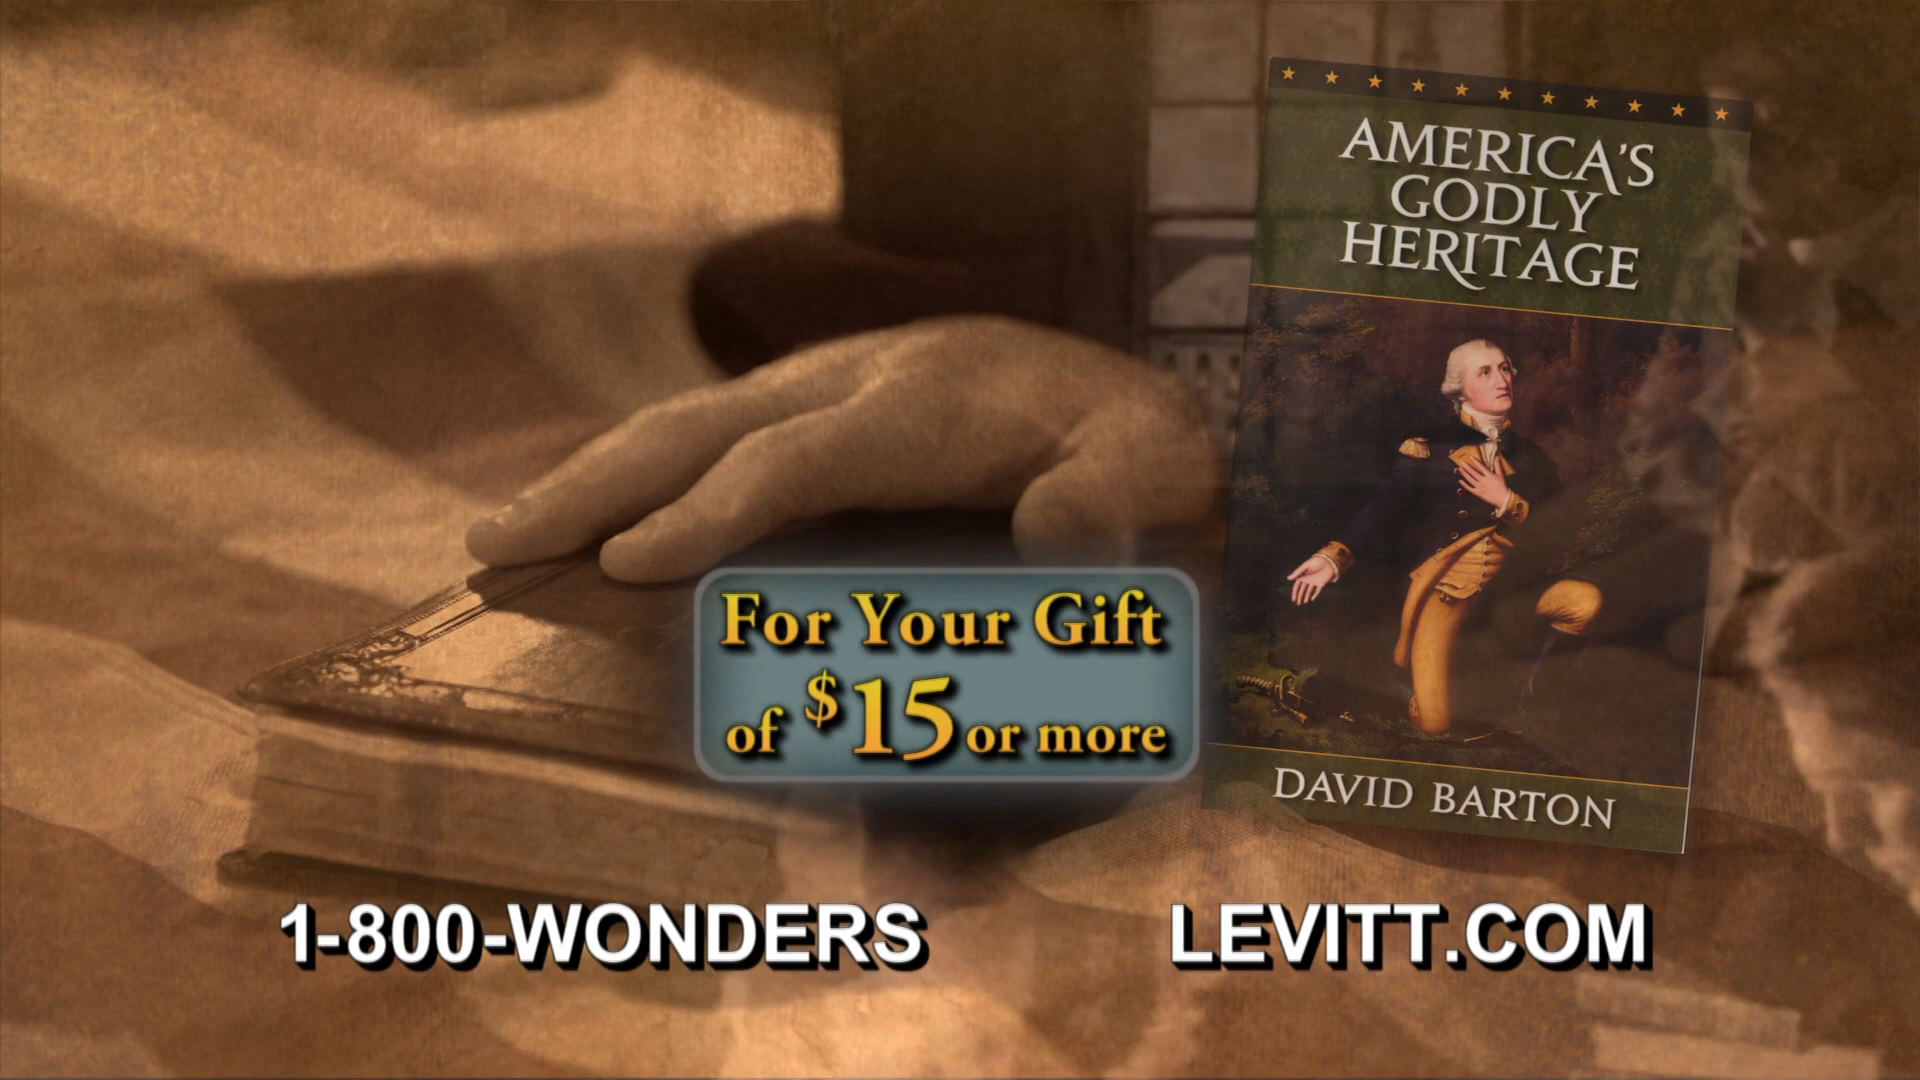 AMERICA'S
GODLY
HERITAGE
DAVID BARTON
For Your Gift
of $15 or more
1-800-WONDERS
LEVITT.COM